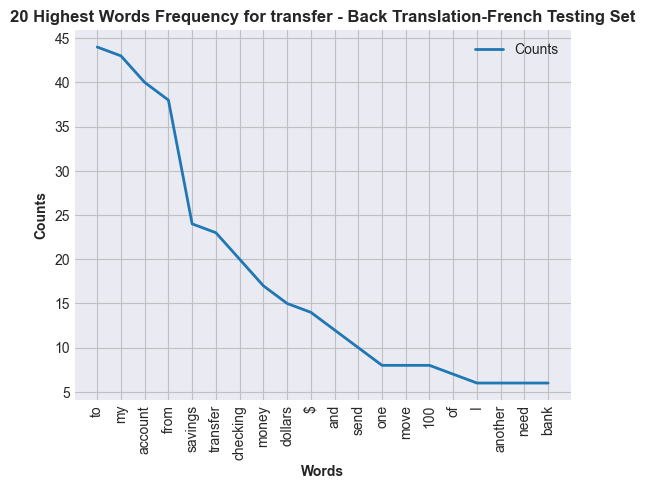 20 Highest Words Frequency for transfer - Back Translation-French Testing Set
Counts
45
40
35
30
25
20
15
10
5
Counts
to
my
account
from
savings
transfer
checking
money
dollars
$
and
send
one
move
100
of
I
another
need
bank
Words